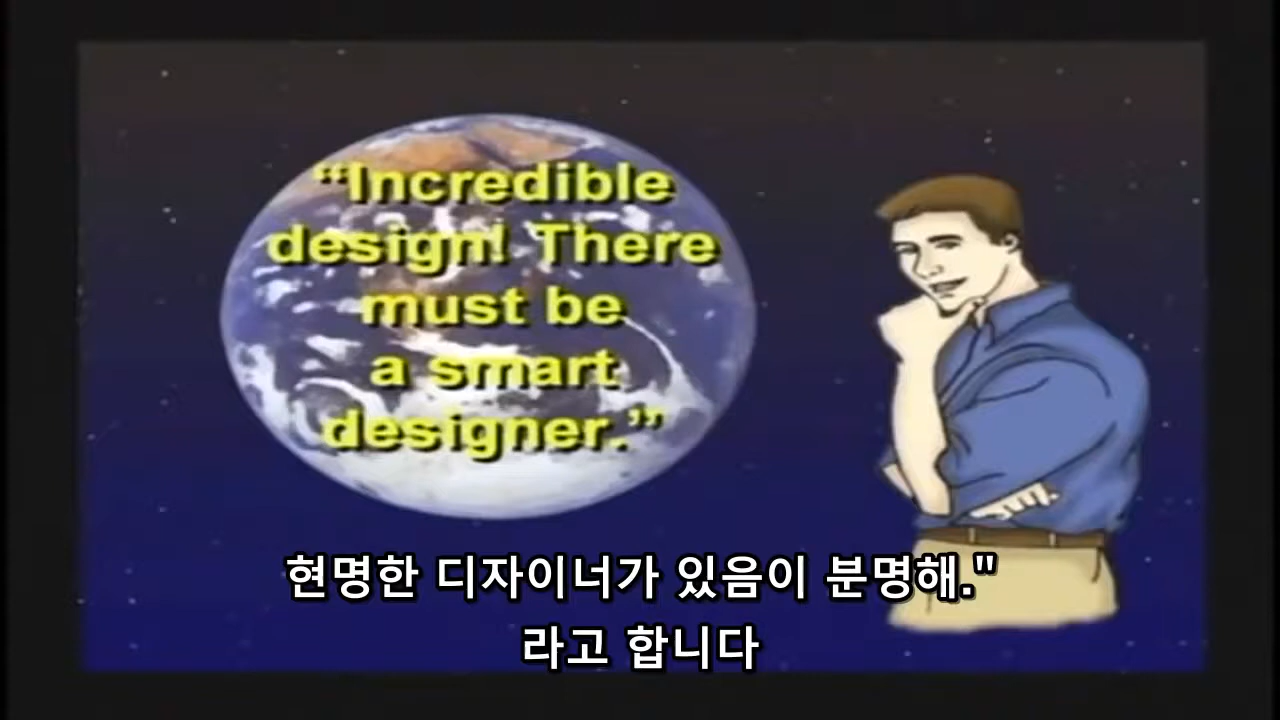 “Incredible
design! There
must be
a smart
designer.”
현명한 디자이너가 있음이 분명해."
라고 합니다